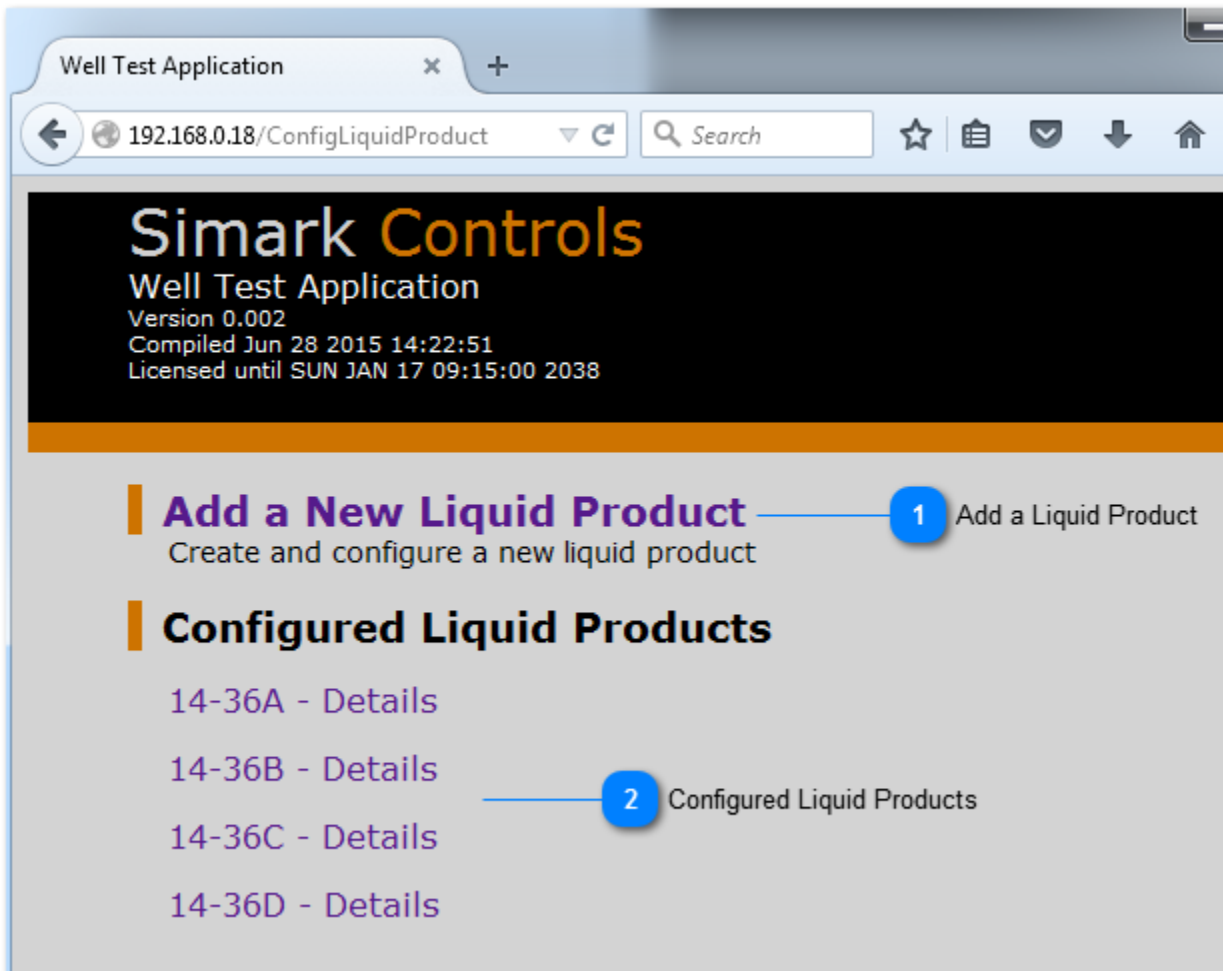 Well Test Application
192.168.0.18/ConfigLiquidProduct
Search
Simark Controls
Well Test Application
Version 0.002
Compiled Jun 28 2015 14:22:51
Licensed until SUN JAN 17 09:15:00 2038
Add a New Liquid Product
1 Add a Liquid Product
Create and configure a new liquid product
Configured Liquid Products
14-36A - Details
14-36B - Details
2 Configured Liquid Products
14-36C - Details
14-36D - Details